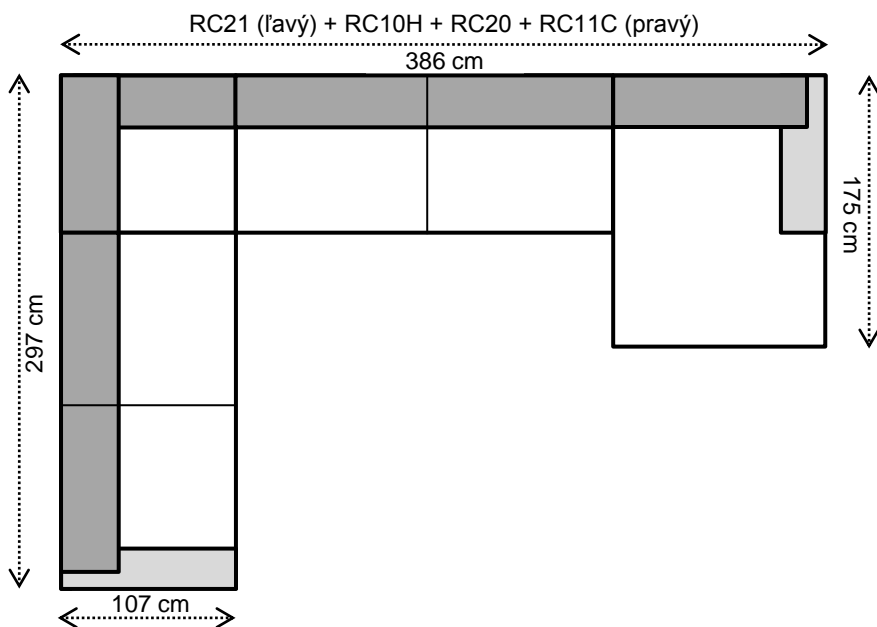 RC21 (ľavý) + RC10H + RC20 + RC11C (pravý)
386 cm
297 cm
175 cm
107 cm